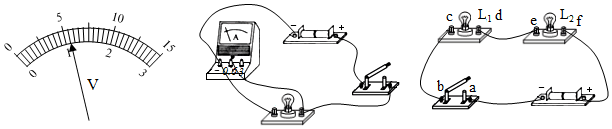 0 5 10 15
0 1 2 3
V
A
- 0.6 3
- +
c L1 d
e L2 f
b a
- +